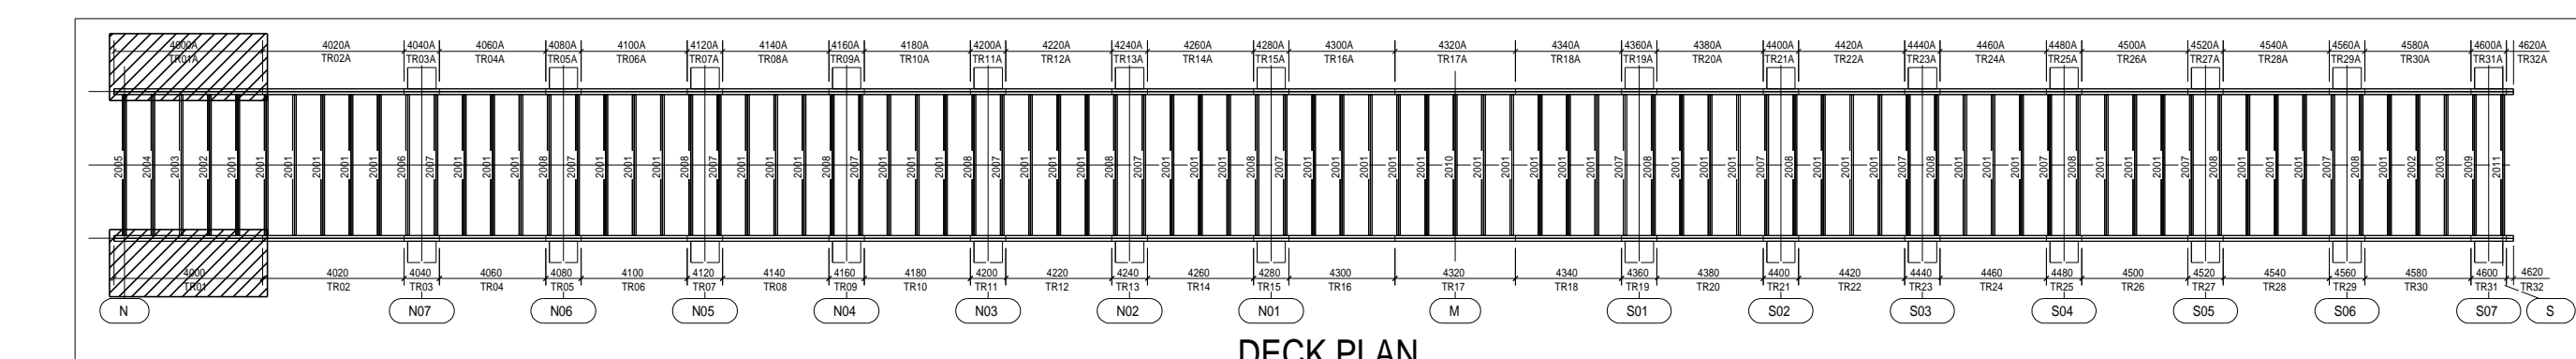 4000A 4020A 4040A 4060A 4080A 4100A 4120A 4140A 4160A 4180A 4200A 4220A 4240A 4260A 4280A 4300A 4320A 4340A 4360A 4380A 4400A 4420A 4440A 4460A 4480A 4500A 4520A 4540A 4560A 4580A 4600A 4620A
TR01A TR02A TR03A TR04A TR05A TR06A TR07A TR08A TR09A TR10A TR11A TR12A TR13A TR14A TR15A TR16A TR17A TR18A TR19A TR20A TR21A TR22A TR23A TR24A TR25A TR26A TR27A TR28A TR29A TR30A TR31A TR32A
2005 2004 2003 2002 2001 2001 2001 2001 2001 2001 2006 2007 2001 2001 2001 2008 2007 2001 2001 2001 2008 2007 2001 2001 2001 2008 2007 2001 2001 2001 2008 2007 2001 2001 2001 2008 2007 2001 2001 2001 2008 2007 2001 2001 2001 2001 2001 2010 2001 2001 2001 2001 2001 2007 2008 2001 2001 2001 2007 2008 2001 2001 2001 2007 2008 2001 2001 2001 2007 2008 2001 2001 2001 2007 2008 2001 2001 2001 2007 2008 2001 2002 2003 2009 2011
4000 4020 4040 4060 4080 4100 4120 4140 4160 4180 4200 4220 4240 4260 4280 4300 4320 4340 4360 4380 4400 4420 4440 4460 4480 4500 4520 4540 4560 4580 4600 4620
TR01 TR02 TR03 TR04 TR05 TR06 TR07 TR08 TR09 TR10 TR11 TR12 TR13 TR14 TR15 TR16 TR17 TR18 TR19 TR20 TR21 TR22 TR23 TR24 TR25 TR26 TR27 TR28 TR29 TR30 TR31 TR32
N N07 N06 N05 N04 N03 N02 N01 M S01 S02 S03 S04 S05 S06 S07 S
DECK PLAN